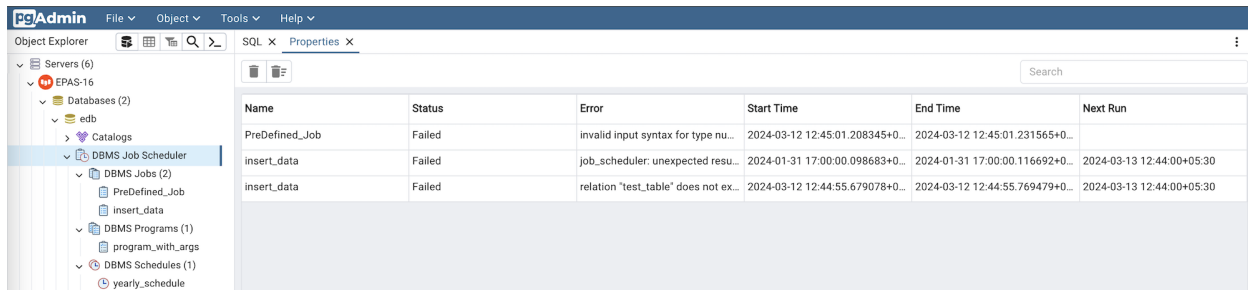 pgAdmin File Object Tools Help
Object Explorer SQL Properties
Servers (6)
EPAS-16
Search
Databases (2)
Name Status Error Start Time End Time Next Run
edb
PreDefined_Job Failed invalid input syntax for type nu... 2024-03-12 12:45:01.208345+0... 2024-03-12 12:45:01.231565+0...
Catalogs
DBMS Job Scheduler
insert_data Failed job_scheduler: unexpected resu... 2024-01-31 17:00:00.098683+0... 2024-01-31 17:00:00.116692+0... 2024-03-13 12:44:00+05:30
DBMS Jobs (2)
insert_data Failed relation "test_table" does not ex... 2024-03-12 12:44:55.679078+0... 2024-03-12 12:44:55.769479+0... 2024-03-13 12:44:00+05:30
PreDefined_Job
insert_data
DBMS Programs (1)
program_with_args
DBMS Schedules (1)
yearly_schedule